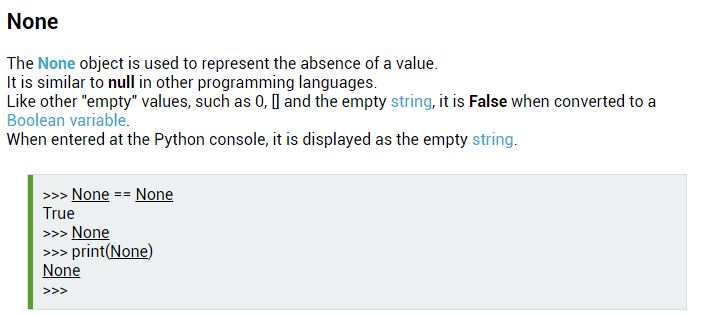 None
The None object is used to represent the absence of a value.
It is similar to null in other programming languages.
Like other "empty" values, such as 0, [] and the empty string, it is False when converted to a
Boolean variable.
When entered at the Python console, it is displayed as the empty string.
>>> None == None
True
>>> None
>>> print(None)
None
>>>